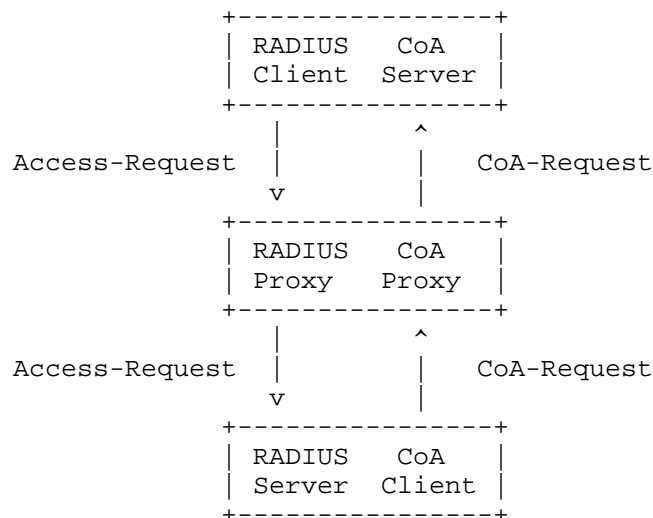 RADIUS CoA
Client Server
Access-Request CoA-Request
RADIUS CoA
Proxy Proxy
Access-Request CoA-Request
RADIUS CoA
Server Client